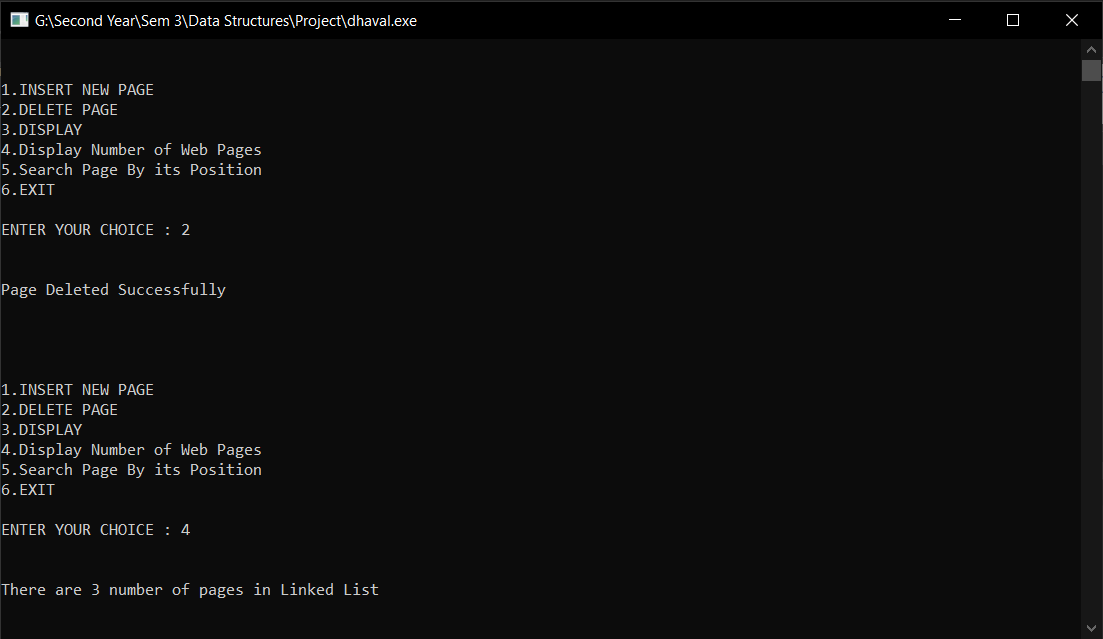 G:\Second Year\Sem 3\Data Structures\Project\dhaval.exe
1.INSERT NEW PAGE
2.DELETE PAGE
3.DISPLAY
4.Display Number of Web Pages
5.Search Page By its Position
6.EXIT
ENTER YOUR CHOICE : 2
Page Deleted Successfully
1.INSERT NEW PAGE
2.DELETE PAGE
3.DISPLAY
4.Display Number of Web Pages
5.Search Page By its Position
6.EXIT
ENTER YOUR CHOICE : 4
There are 3 number of pages in Linked List